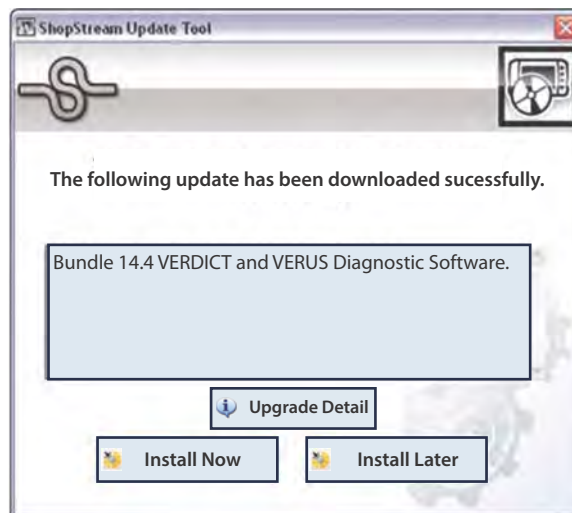 ShopStream Update Tool
The following update has been downloaded sucessfully.
Bundle 14.4 VERDICT and VERUS Diagnostic Software.
Upgrade Detail
Install Now
Install Later